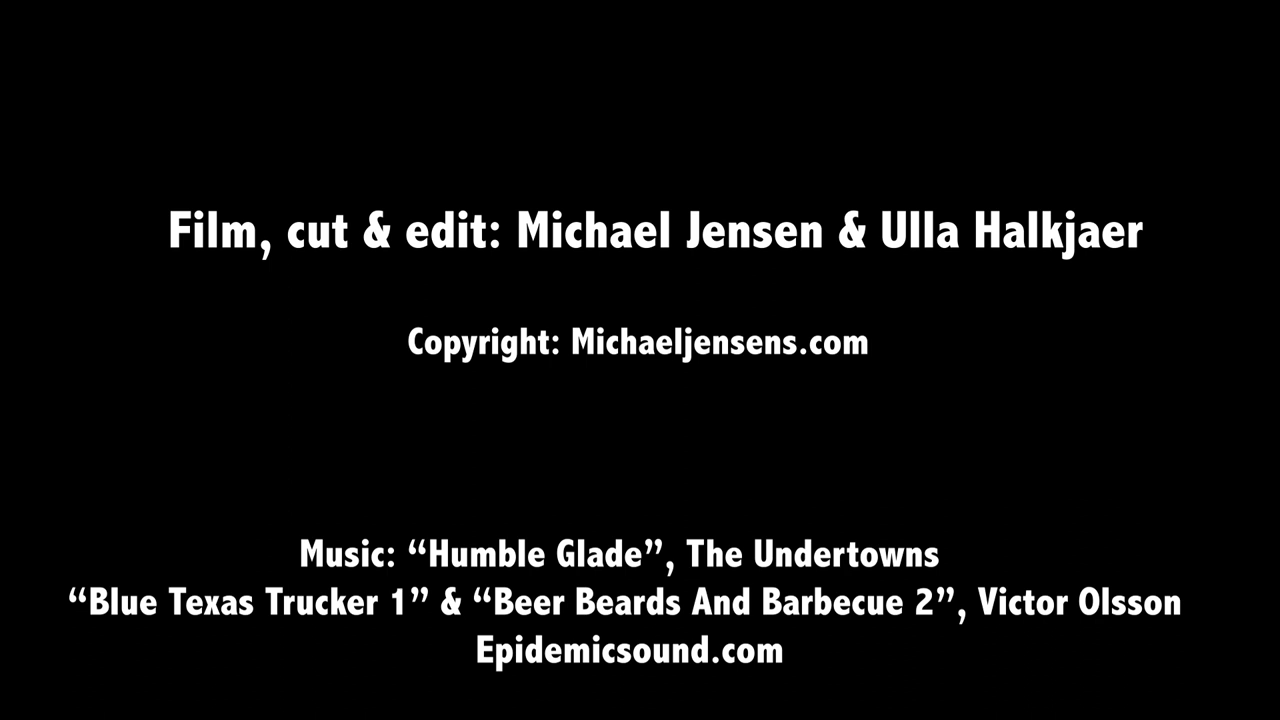 Film, cut & edit: Michael Jensen & Ulla Halkjaer
Copyright: Michaeljensens.com
Music: “Humble Glade”, The Undertowns
“Blue Texas Trucker 1” & “Beer Beards And Barbecue 2”, Victor Olsson
Epidemicsound.com